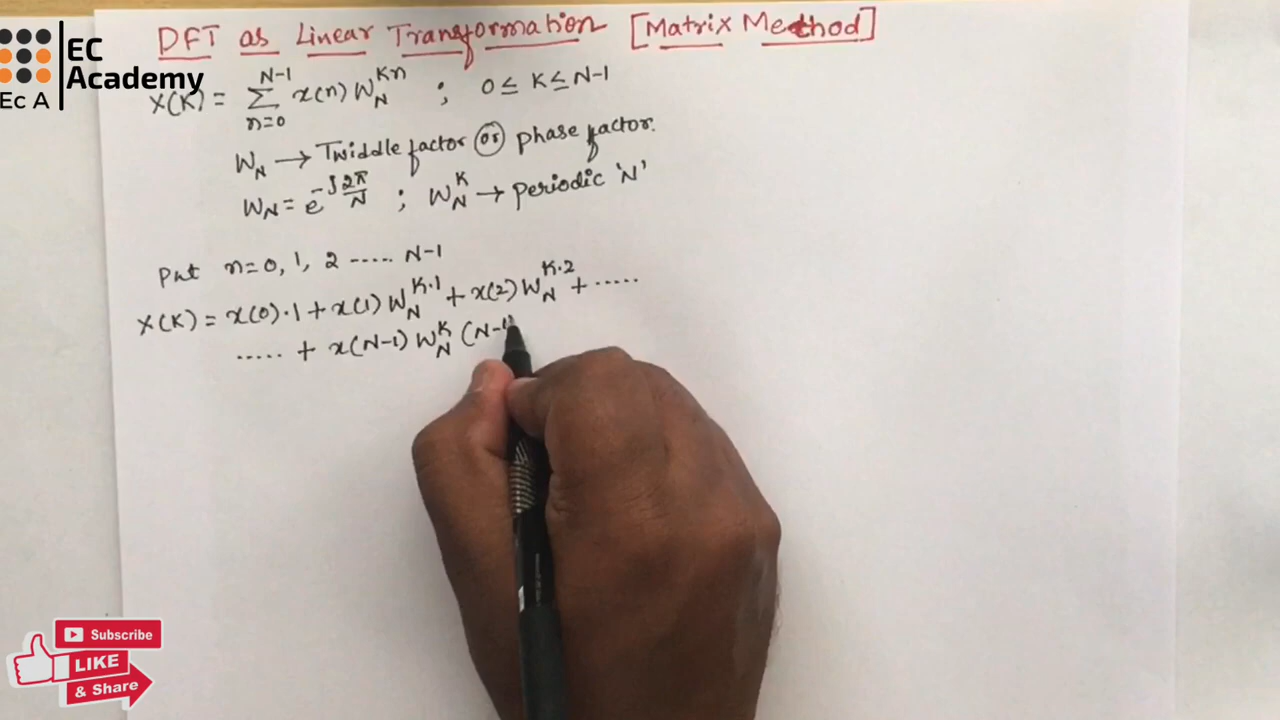 DFT as Linear Transformation [Matrix Method]
EC Academy
Ec A
X(K) = N-1 Σ n=0 x(n) W_N^Kn ; 0 ≤ K ≤ N-1
W_N → Twiddle factor (or) phase factor.
W_N = e^-J 2π/N ; W_N^K → periodic 'N'
Put n=0, 1, 2 ..... N-1
X(K) = x(0)·1 + x(1) W_N^K·1 + x(2) W_N^K·2 + .....
..... + x(N-1) W_N^K (N-1
Subscribe
LIKE
& Share